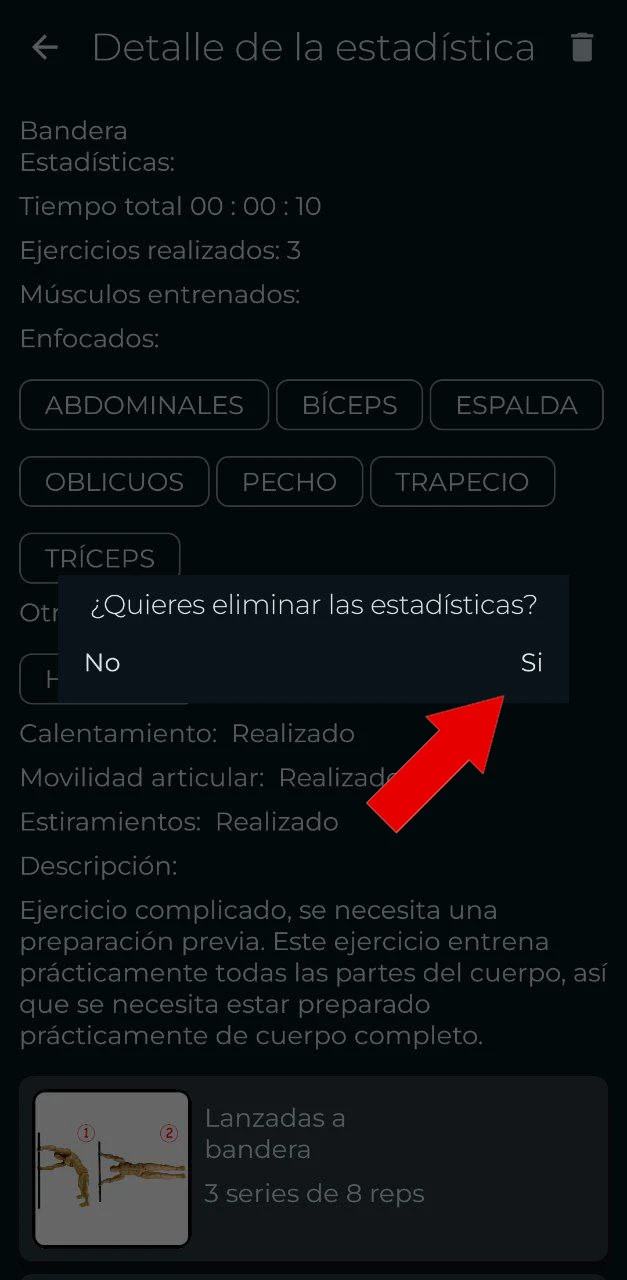 Detalle de la estadística
Bandera
Estadísticas:
Tiempo total 00 : 00 : 10
Ejercicios realizados: 3
Músculos entrenados:
Enfocados:
ABDOMINALES BÍCEPS ESPALDA
OBLICUOS PECHO TRAPECIO
TRÍCEPS
¿Quieres eliminar las estadísticas?
No Si
Calentamiento: Realizado
Movilidad articular: Realizado
Estiramientos: Realizado
Descripción:
Ejercicio complicado, se necesita una
preparación previa. Este ejercicio entrena
prácticamente todas las partes del cuerpo, así
que se necesita estar preparado
prácticamente de cuerpo completo.
1 2
Lanzadas a
bandera
3 series de 8 reps